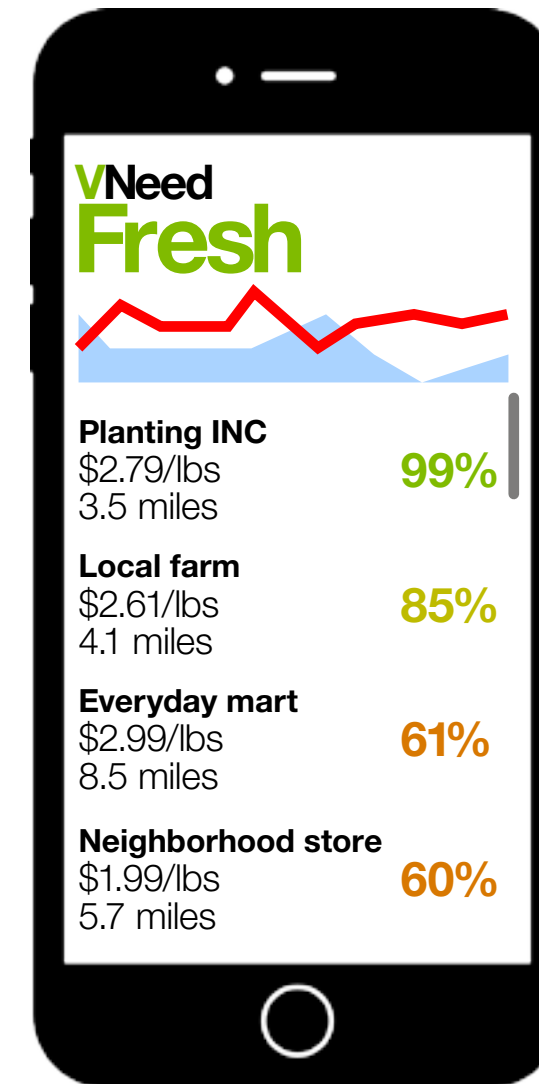 VNeed
Fresh
Planting INC
$2.79/lbs
99%
3.5 miles
Local farm
$2.61/lbs
85%
4.1 miles
Everyday mart
$2.99/lbs
61%
8.5 miles
Neighborhood store
$1.99/lbs
60%
5.7 miles